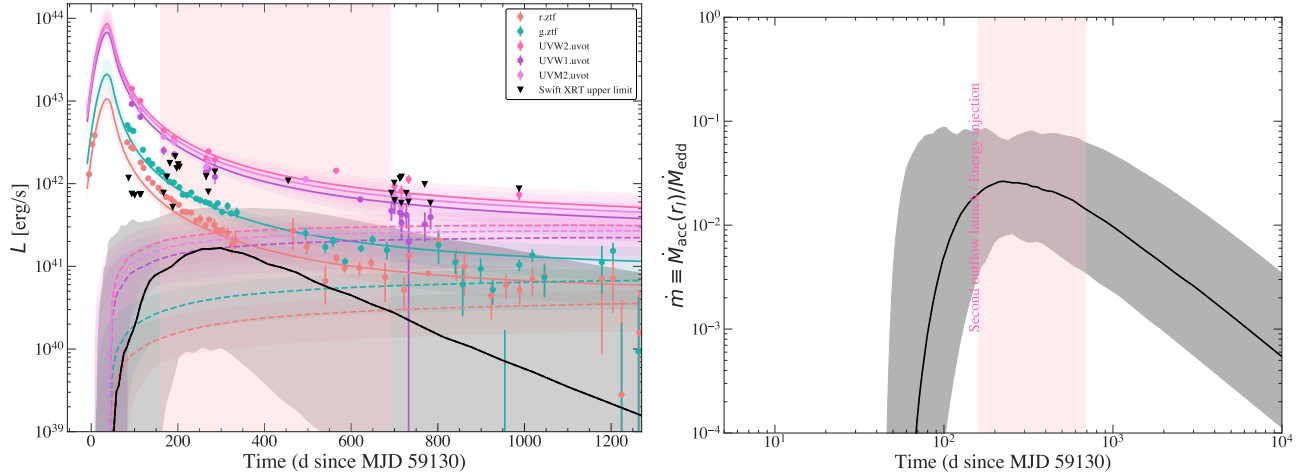 r.ztf
g.ztf
UVW2.uvot
UVW1.uvot
UVM2.uvot
Swift XRT upper limit
10^44
10^43
10^42
10^41
10^40
10^39
L [erg/s]
0 200 400 600 800 1000 1200
Time (d since MJD 59130)
10^0
10^-1
10^-2
10^-3
10^-4
ṁ ≡ Ṁ_acc(r_l)/Ṁ_edd
Second outflow launch / Energy injection
10^1 10^2 10^3 10^4
Time (d since MJD 59130)